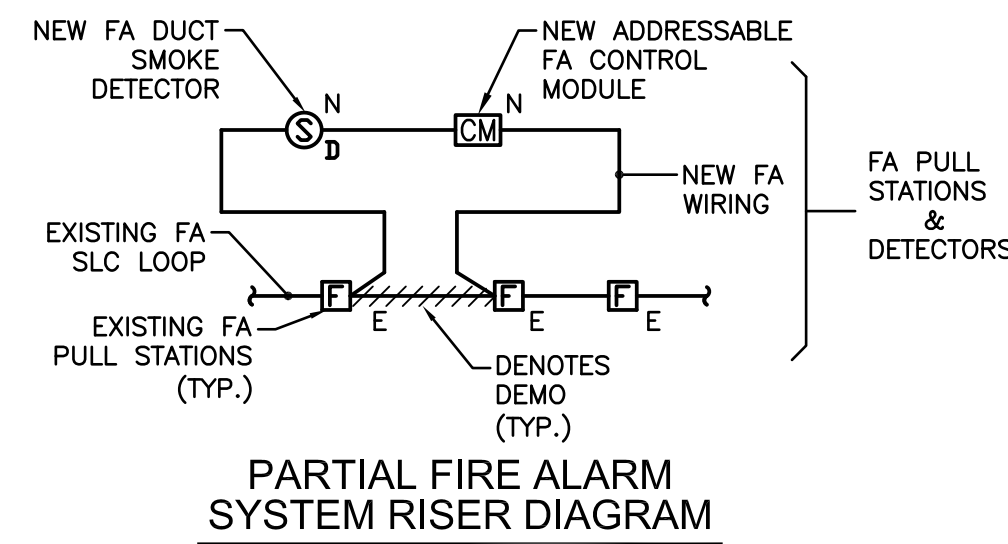 NEW FA DUCT
SMOKE
DETECTOR
N
S
D
NEW ADDRESSABLE
FA CONTROL
MODULE
N
CM
NEW FA
WIRING
FA PULL
STATIONS
&
DETECTORS
EXISTING FA
SLC LOOP
F
F
F
E
E
E
EXISTING FA
PULL STATIONS
(TYP.)
DENOTES
DEMO
(TYP.)
PARTIAL FIRE ALARM
SYSTEM RISER DIAGRAM